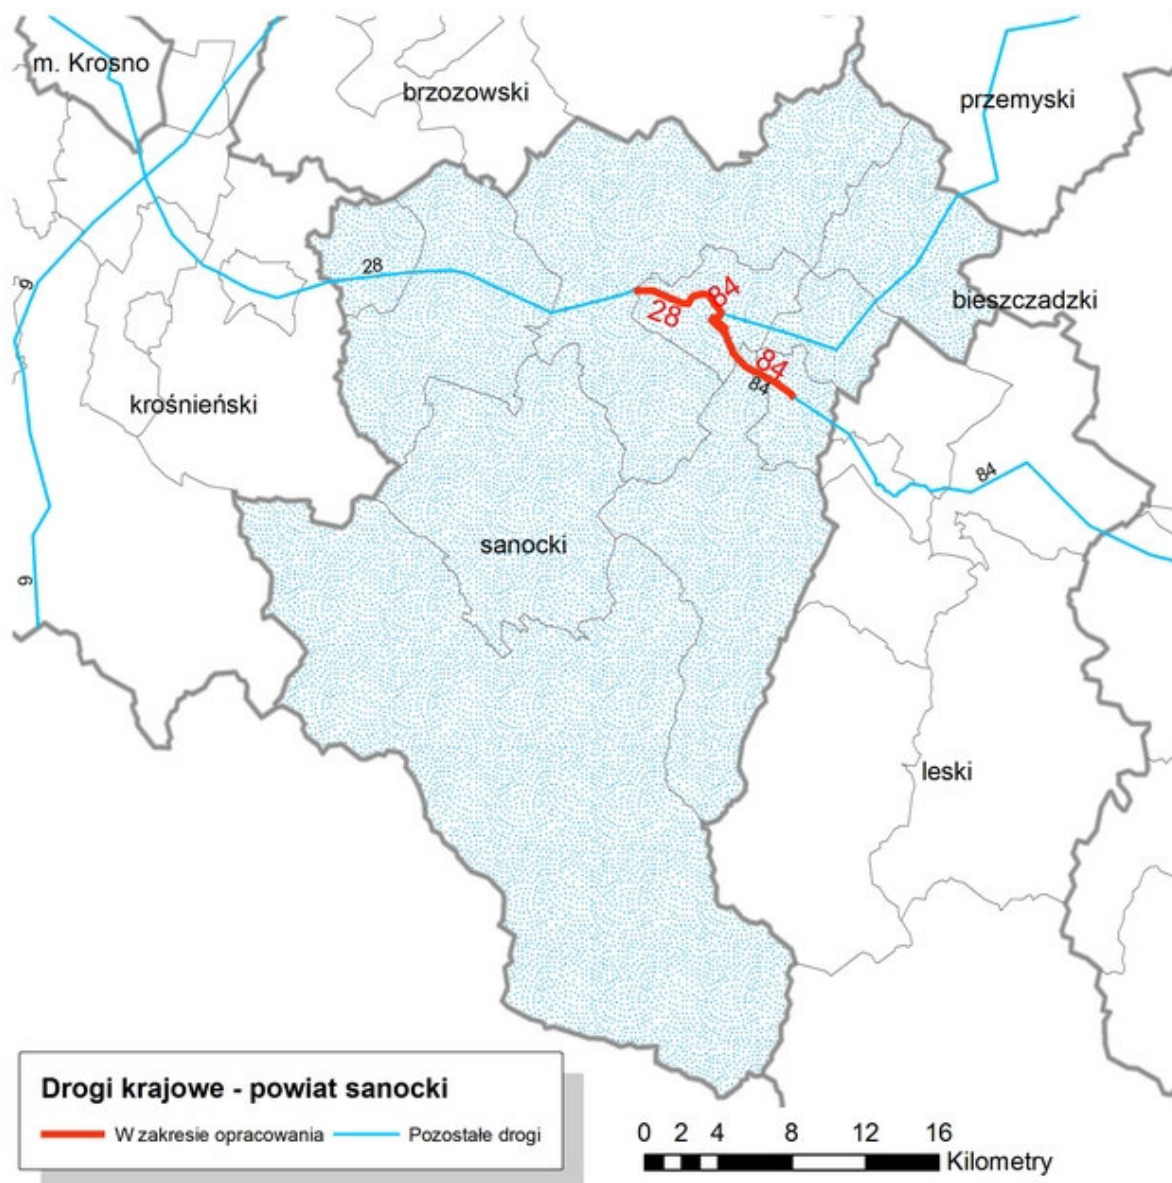 m. Krosno
brzozowski
przemyski
28
9
84
28
bieszczadzki
84
84
krośnieński
84
sanocki
9
leski
Drogi krajowe - powiat sanocki
W zakresie opracowania
Pozostałe drogi
0 2 4 8 12 16
Kilometry